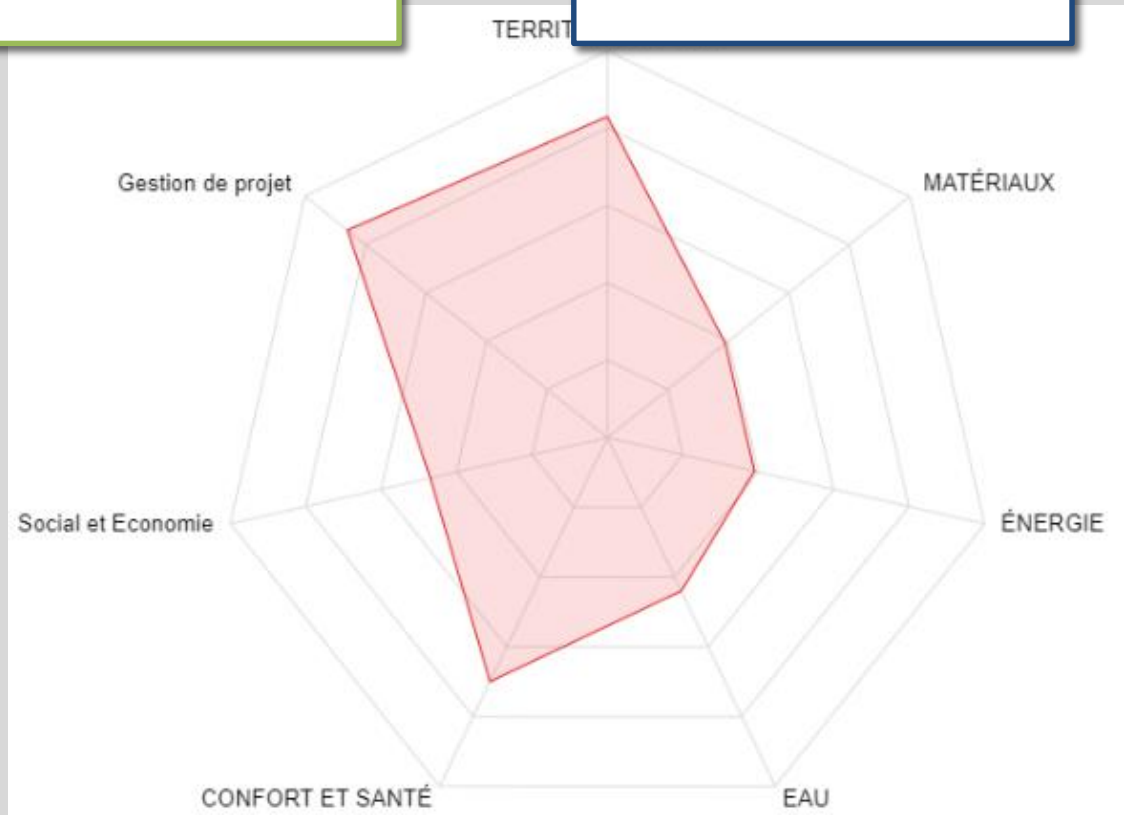 TERRIT
Gestion de projet
MATÉRIAUX
Social et Economie
ÉNERGIE
CONFORT ET SANTÉ
EAU